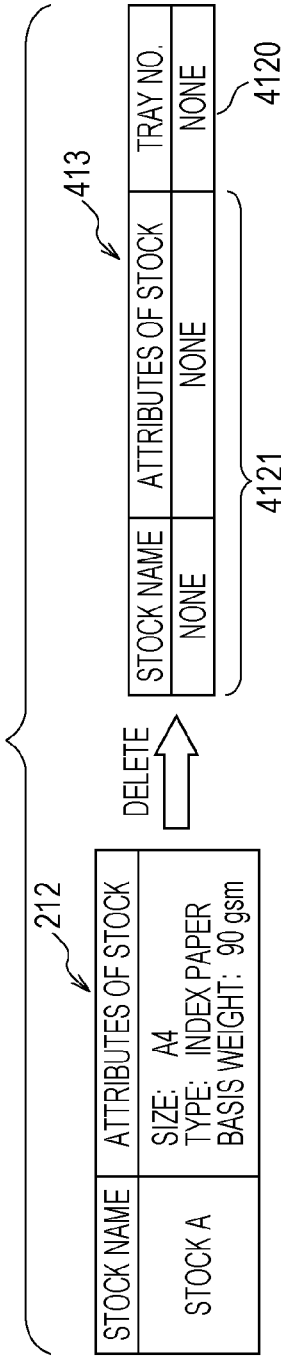 212
STOCK NAME ATTRIBUTES OF STOCK
STOCK A
SIZE: A4
TYPE: INDEX PAPER
BASIS WEIGHT: 90 gsm
DELETE
413
STOCK NAME ATTRIBUTES OF STOCK TRAY NO.
NONE NONE NONE
4121
4120